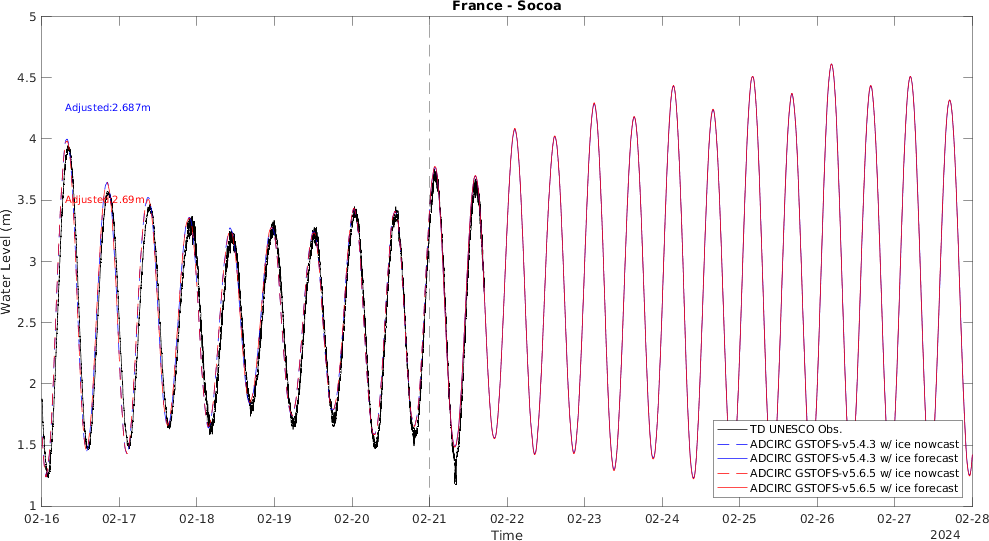 France - Socoa
Water Level (m)
5
4.5
4
3.5
3
2.5
2
1.5
1
Adjusted:2.687m
Adjusted:2.69m
TD UNESCO Obs.
ADCIRC GSTOFS-v5.4.3 w/ ice nowcast
ADCIRC GSTOFS-v5.4.3 w/ ice forecast
ADCIRC GSTOFS-v5.6.5 w/ ice nowcast
ADCIRC GSTOFS-v5.6.5 w/ ice forecast
02-16 02-17 02-18 02-19 02-20 02-21 02-22 02-23 02-24 02-25 02-26 02-27 02-28
Time
2024